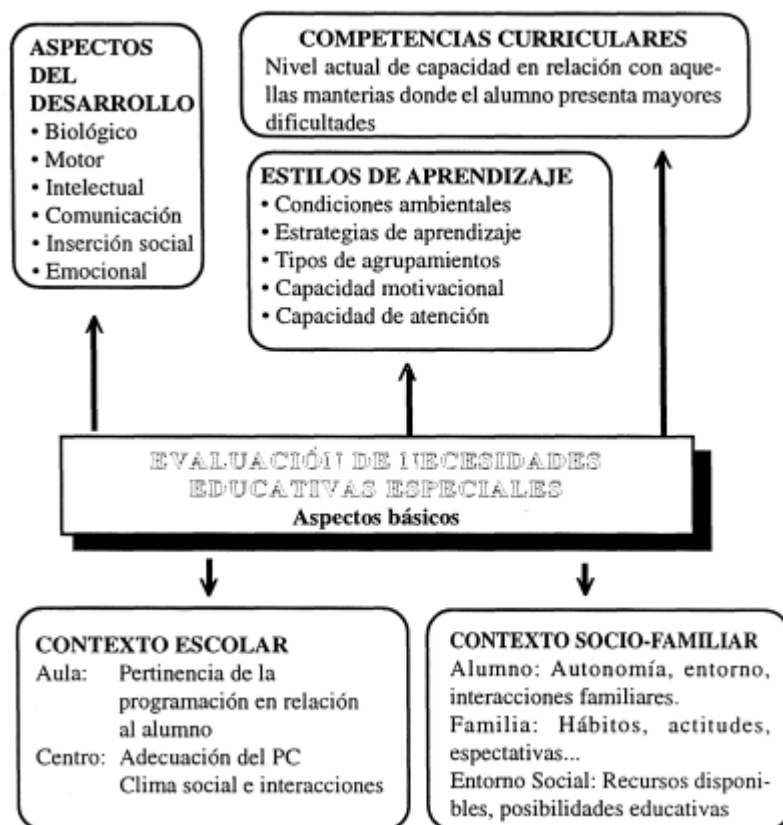 ASPECTOS
DEL
DESARROLLO
• Biológico
• Motor
• Intelectual
• Comunicación
• Inserción social
• Emocional
COMPETENCIAS CURRICULARES
Nivel actual de capacidad en relación con aque-
llas manterias donde el alumno presenta mayores
dificultades
ESTILOS DE APRENDIZAJE
• Condiciones ambientales
• Estrategias de aprendizaje
• Tipos de agrupamientos
• Capacidad motivacional
• Capacidad de atención
EVALUACIÓN DE NECESIDADES
EDUCATIVAS ESPECIALES
Aspectos básicos
CONTEXTO ESCOLAR
Aula: Pertinencia de la
programación en relación
al alumno
Centro: Adecuación del PC
Clima social e interacciones
CONTEXTO SOCIO-FAMILIAR
Alumno: Autonomía, entorno,
interacciones familiares.
Familia: Hábitos, actitudes,
espectativas...
Entorno Social: Recursos disponi-
bles, posibilidades educativas